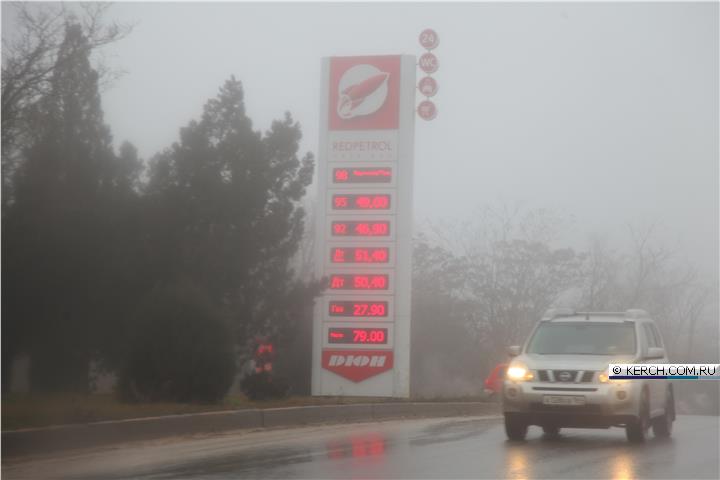 24
WC
REDPETROL
98
95 49,00
92 46,90
Дт 51,40
Дт 50,40
Газ 27.90
79.00
ДЮН
© KERCH.COM.RU